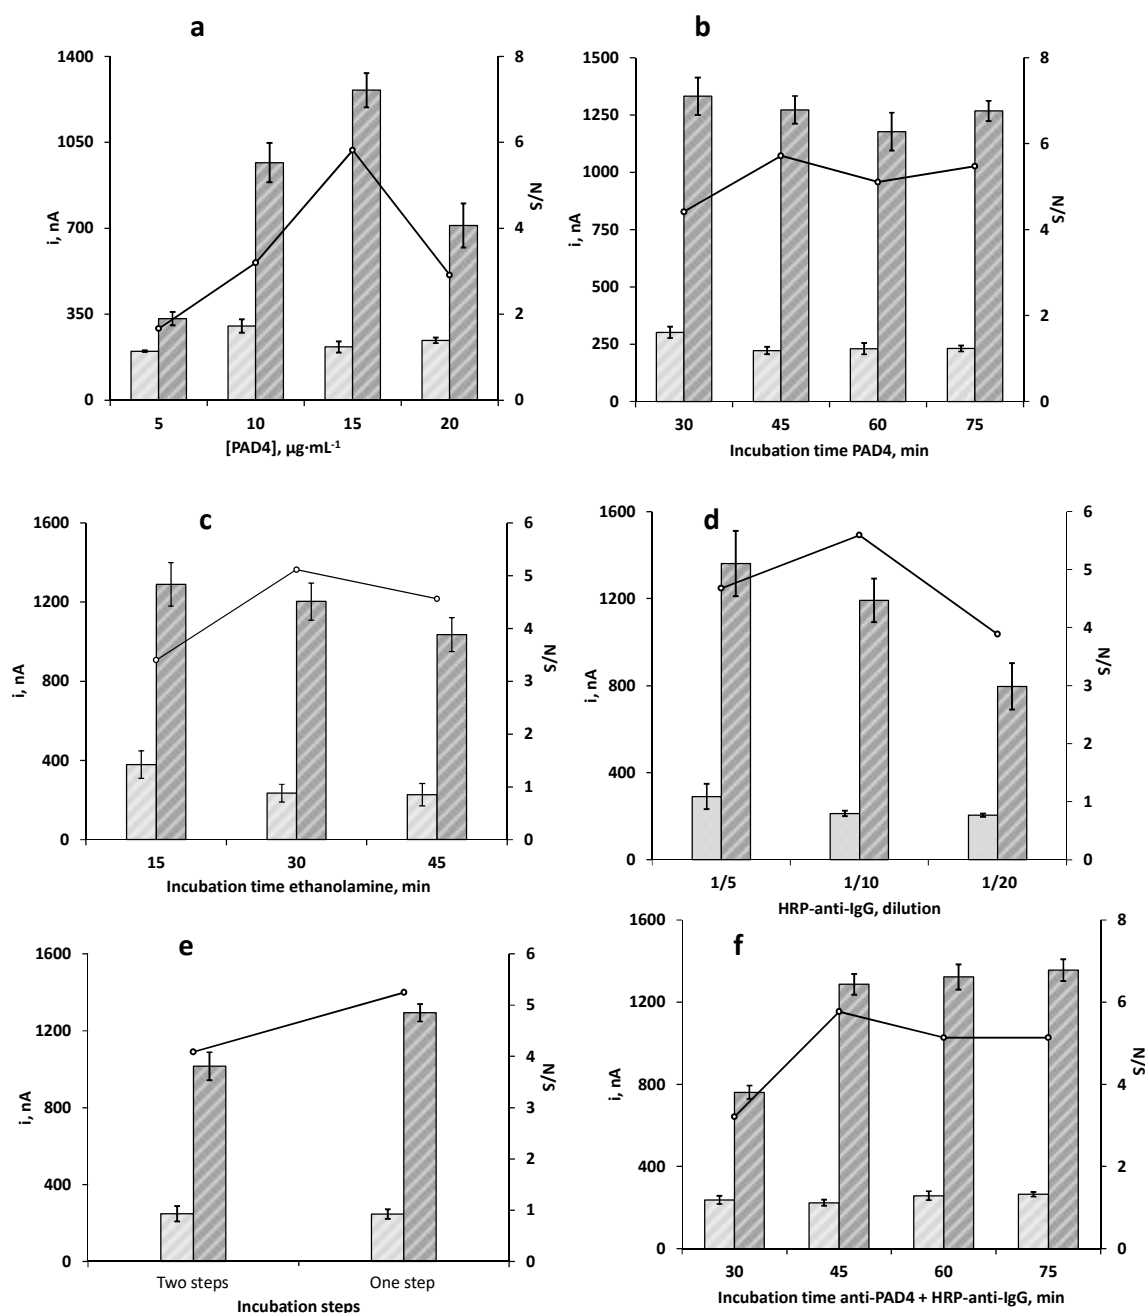 a
1400
1050
700
350
0
i, nA
8
6
4
2
0
S/N
5 10 15 20
[PAD4], µg·mL-1
b
1500
1250
1000
750
500
250
0
i, nA
8
6
4
2
0
S/N
30 45 60 75
Incubation time PAD4, min
c
1600
1200
800
400
0
i, nA
6
5
4
3
2
1
0
S/N
15 30 45
Incubation time ethanolamine, min
d
1600
1200
800
400
0
i, nA
6
5
4
3
2
1
0
S/N
1/5 1/10 1/20
HRP-anti-IgG, dilution
e
1600
1200
800
400
0
i, nA
6
5
4
3
2
1
0
S/N
Two steps One step
Incubation steps
f
1600
1200
800
400
0
i, nA
8
6
4
2
0
S/N
30 45 60 75
Incubation time anti-PAD4 + HRP-anti-IgG, min